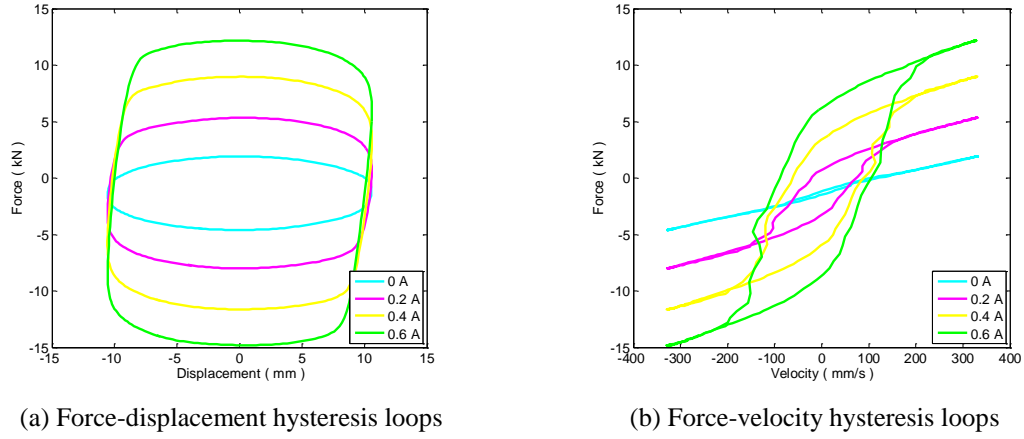 15
10
5
0
-5
-10
-15
Force ( kN )
-15 -10 -5 0 5 10 15
Displacement ( mm )
0 A
0.2 A
0.4 A
0.6 A
(a) Force-displacement hysteresis loops
15
10
5
0
-5
-10
-15
Force ( kN )
-400 -300 -200 -100 0 100 200 300 400
Velocity ( mm/s )
0 A
0.2 A
0.4 A
0.6 A
(b) Force-velocity hysteresis loops